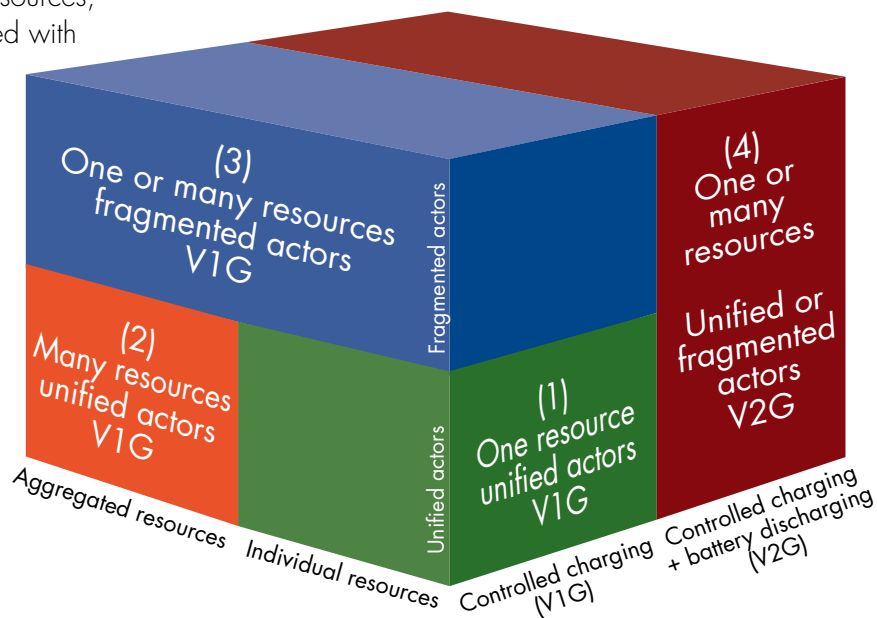 ed with
(3)
One or many resources
fragmented actors
V1G
(2)
Many resources
unified actors
V1G
Fragmented actors
Unified actors
(1)
One resource
unified actors
V1G
(4)
One or
many
resources
Unified or
fragmented
actors
V2G
Aggregated resources
Individual resources
Controlled charging
(V1G)
Controlled charging
+ battery discharging
(V2G)